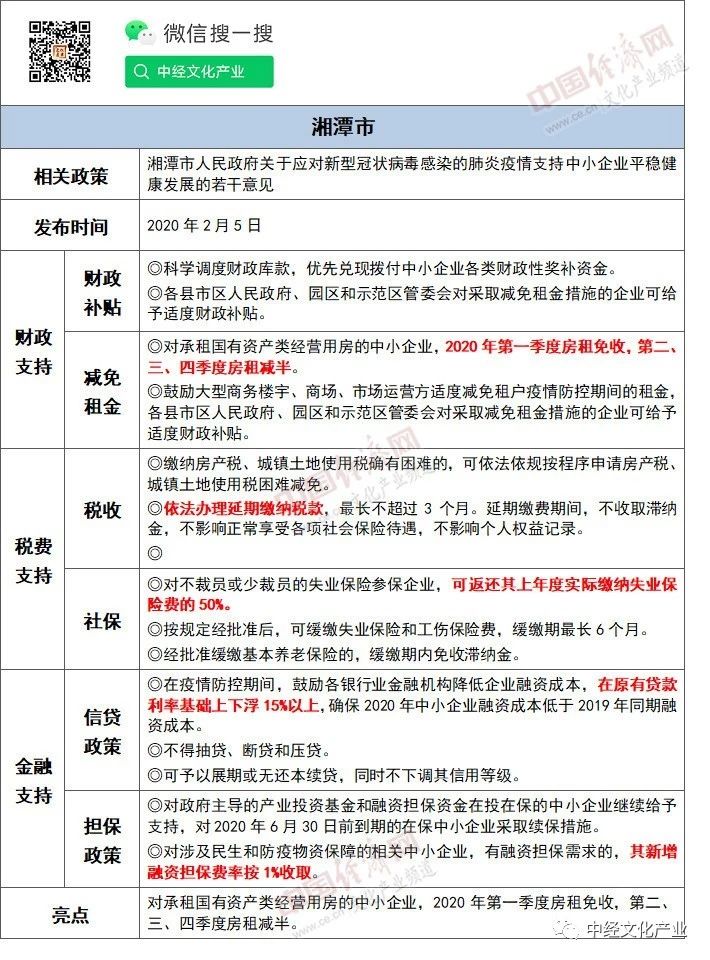 微信搜一搜
中经文化产业
中国经济网
www.ce.cn 文化产业频道
湘潭市
相关政策
湘潭市人民政府关于应对新型冠状病毒感染的肺炎疫情支持中小企业平稳健
康发展的若干意见
发布时间
2020 年 2 月 5 日
财政
支持
财政
补贴
◎科学调度财政库款，优先兑现拨付中小企业各类财政性奖补资金。
◎各县市区人民政府、园区和示范区管委会对采取减免租金措施的企业可给
予适度财政补贴。
减免
租金
◎对承租国有资产类经营用房的中小企业，2020 年第一季度房租免收，第二、
三、四季度房租减半。
◎鼓励大型商务楼宇、商场、市场运营方适度减免租户疫情防控期间的租金，
各县市区人民政府、园区和示范区管委会对采取减免租金措施的企业可给予
适度财政补贴。
税费
支持
税收
◎缴纳房产税、城镇土地使用税确有困难的，可依法依规按程序申请房产税、
城镇土地使用税困难减免。
◎依法办理延期缴纳税款，最长不超过 3 个月。延期缴费期间，不收取滞纳
金，不影响正常享受各项社会保险待遇，不影响个人权益记录。
◎
社保
◎对不裁员或少裁员的失业保险参保企业，可返还其上年度实际缴纳失业保
险费的 50%。
◎按规定经批准后，可缓缴失业保险和工伤保险费，缓缴期最长 6 个月。
◎经批准缓缴基本养老保险的，缓缴期内免收滞纳金。
金融
支持
信贷
政策
◎在疫情防控期间，鼓励各银行业金融机构降低企业融资成本，在原有贷款
利率基础上下浮 15%以上，确保 2020 年中小企业融资成本低于 2019 年同期融
资成本。
◎不得抽贷、断贷和压贷。
◎可予以展期或无还本续贷，同时不下调其信用等级。
担保
政策
◎对政府主导的产业投资基金和融资担保资金在投在保的中小企业继续给予
支持，对 2020 年 6 月 30 日前到期的在保中小企业采取续保措施。
◎对涉及民生和防疫物资保障的相关中小企业，有融资担保需求的，其新增
融资担保费率按 1%收取。
亮点
对承租国有资产类经营用房的中小企业，2020 年第一季度房租免收，第二、
三、四季度房租减半。
中经文化产业